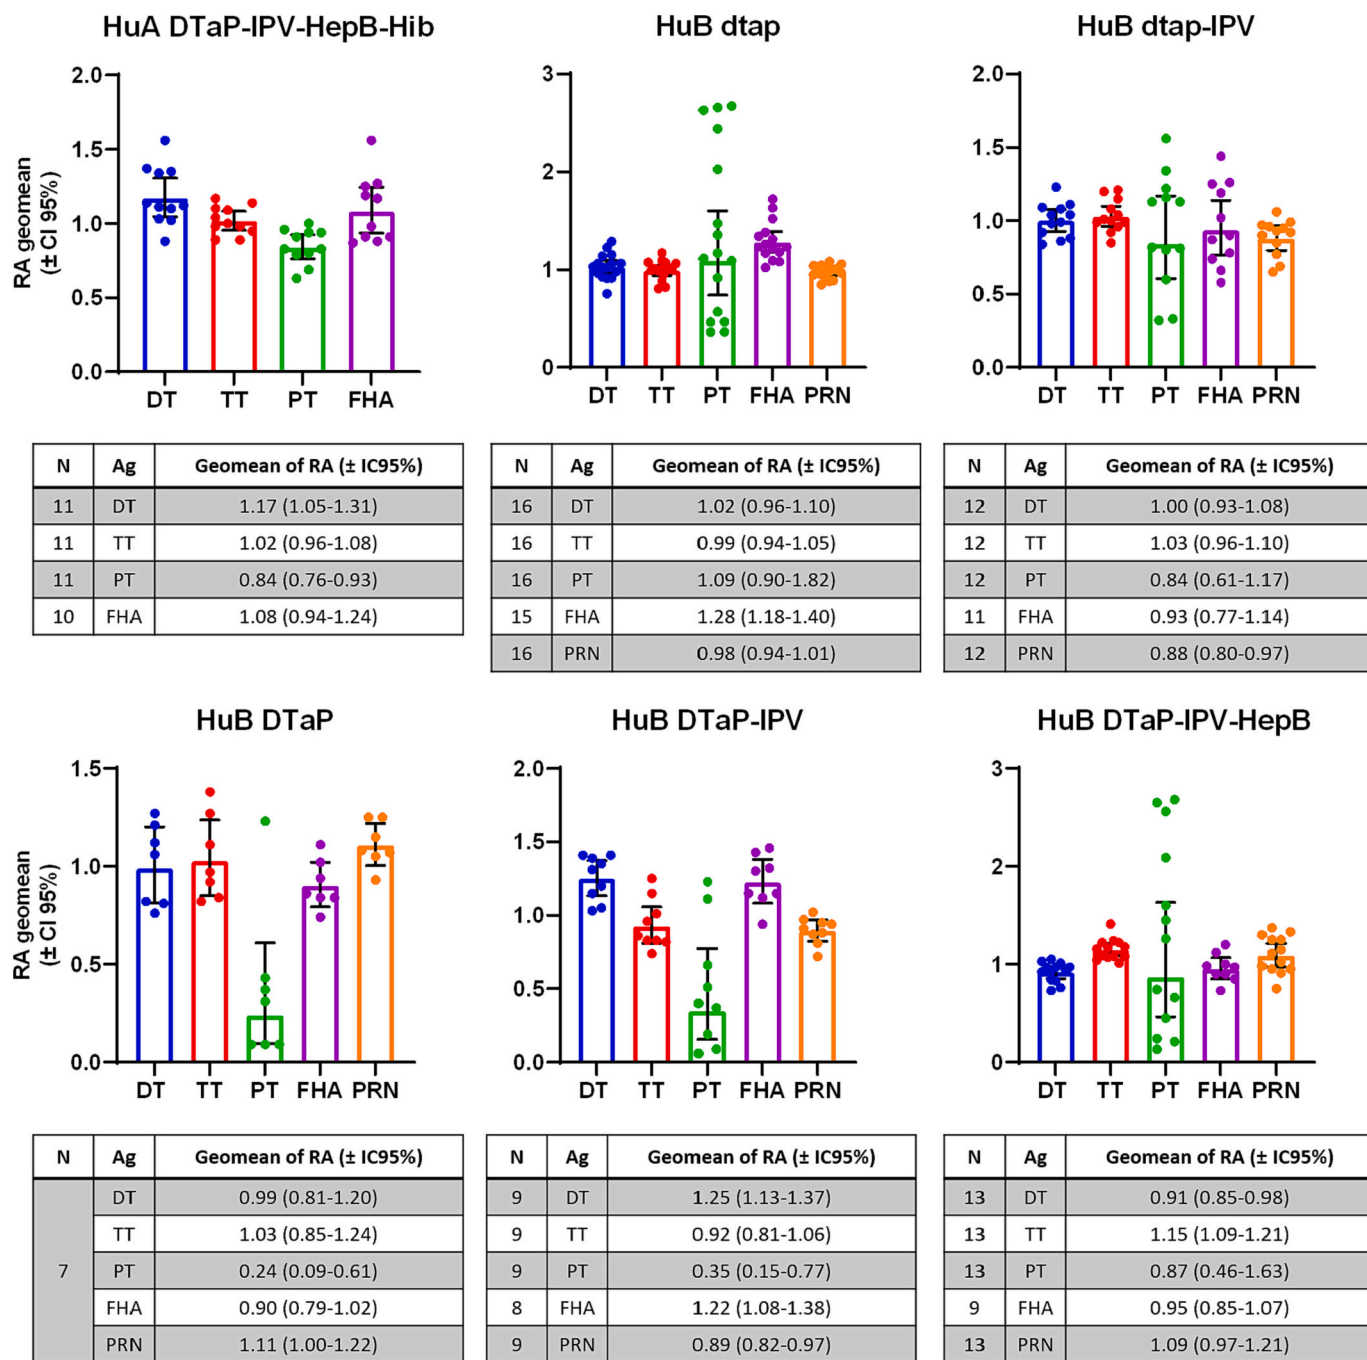 HuA DTaP-IPV-HepB-Hib
HuB dtap
HuB dtap-IPV
RA geomean
(± CI 95%)
2.0
1.5
1.0
0.5
0.0
DT TT PT FHA
3
2
1
0
DT TT PT FHA PRN
2.0
1.5
1.0
0.5
0.0
DT TT PT FHA PRN
N Ag Geomean of RA (± IC95%)
11 DT 1.17 (1.05-1.31)
11 TT 1.02 (0.96-1.08)
11 PT 0.84 (0.76-0.93)
10 FHA 1.08 (0.94-1.24)
N Ag Geomean of RA (± IC95%)
16 DT 1.02 (0.96-1.10)
16 TT 0.99 (0.94-1.05)
16 PT 1.09 (0.90-1.82)
15 FHA 1.28 (1.18-1.40)
16 PRN 0.98 (0.94-1.01)
N Ag Geomean of RA (± IC95%)
12 DT 1.00 (0.93-1.08)
12 TT 1.03 (0.96-1.10)
12 PT 0.84 (0.61-1.17)
11 FHA 0.93 (0.77-1.14)
12 PRN 0.88 (0.80-0.97)
HuB DTaP
HuB DTaP-IPV
HuB DTaP-IPV-HepB
RA geomean
(± CI 95%)
1.5
1.0
0.5
0.0
DT TT PT FHA PRN
2.0
1.5
1.0
0.5
0.0
DT TT PT FHA PRN
3
2
1
0
DT TT PT FHA PRN
N Ag Geomean of RA (± IC95%)
7 DT 0.99 (0.81-1.20)
TT 1.03 (0.85-1.24)
PT 0.24 (0.09-0.61)
FHA 0.90 (0.79-1.02)
PRN 1.11 (1.00-1.22)
N Ag Geomean of RA (± IC95%)
9 DT 1.25 (1.13-1.37)
9 TT 0.92 (0.81-1.06)
9 PT 0.35 (0.15-0.77)
8 FHA 1.22 (1.08-1.38)
9 PRN 0.89 (0.82-0.97)
N Ag Geomean of RA (± IC95%)
13 DT 0.91 (0.85-0.98)
13 TT 1.15 (1.09-1.21)
13 PT 0.87 (0.46-1.63)
9 FHA 0.95 (0.85-1.07)
13 PRN 1.09 (0.97-1.21)